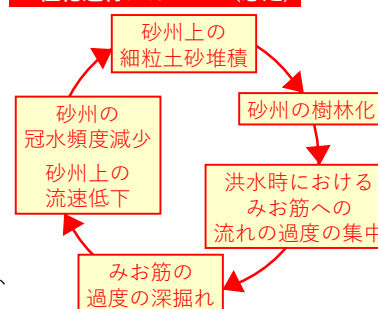 砂州上の
細粒土砂堆積
砂州の樹林化
洪水時における
みお筋への
流れの過度の集中
みお筋の
過度の深掘れ
砂州の
冠水頻度減少
砂州上の
流速低下
、